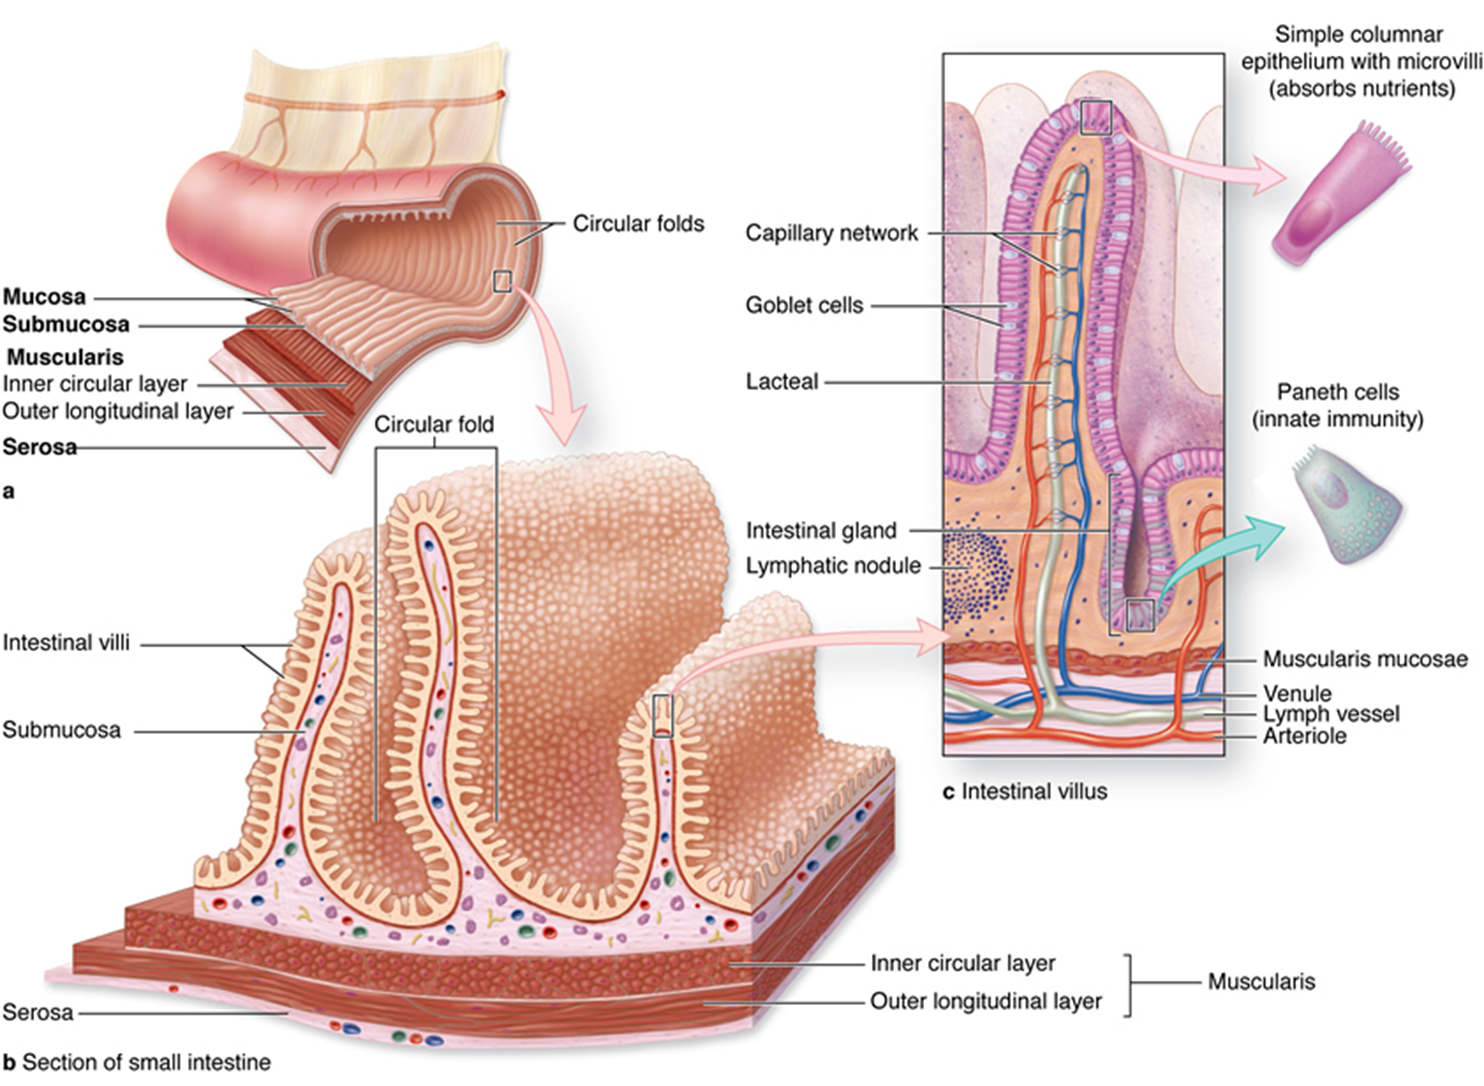 Circular folds
Mucosa
Submucosa
Muscularis
Inner circular layer
Outer longitudinal layer
Serosa
a
Circular fold
Intestinal villi
Submucosa
Serosa
Inner circular layer
Outer longitudinal layer
Muscularis
b Section of small intestine
Simple columnar
epithelium with microvilli
(absorbs nutrients)
Capillary network
Goblet cells
Lacteal
Paneth cells
(innate immunity)
Intestinal gland
Lymphatic nodule
Muscularis mucosae
Venule
Lymph vessel
Arteriole
c Intestinal villus